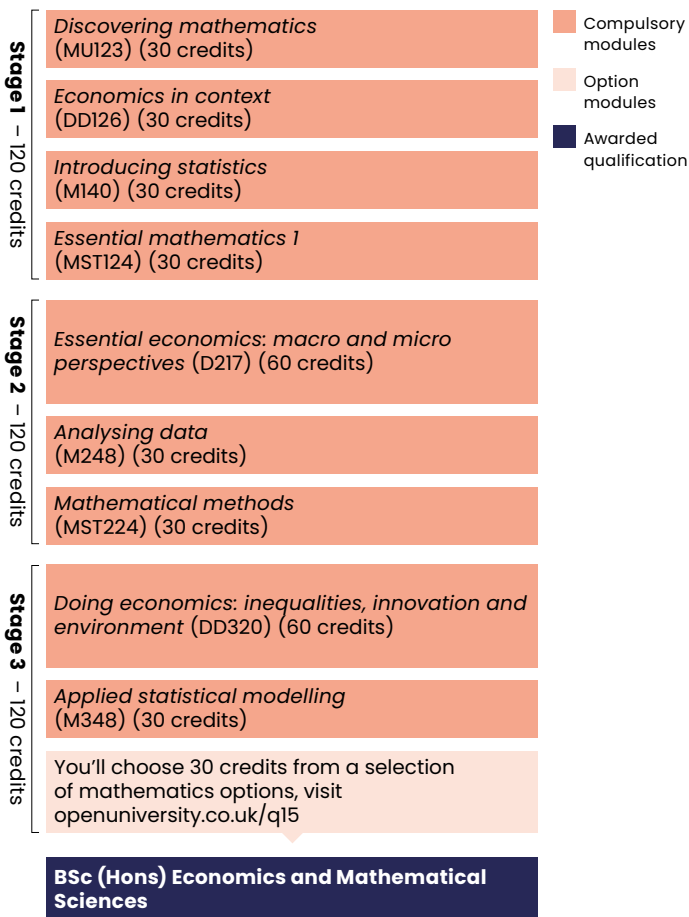 Discovering mathematics
(MU123) (30 credits)
Economics in context
(DD126) (30 credits)
Introducing statistics
(M140) (30 credits)
Essential mathematics 1
(MST124) (30 credits)
Stage 1 – 120 credits
Essential economics: macro and micro
perspectives (D217) (60 credits)
Analysing data
(M248) (30 credits)
Mathematical methods
(MST224) (30 credits)
Stage 2 – 120 credits
Doing economics: inequalities, innovation and
environment (DD320) (60 credits)
Applied statistical modelling
(M348) (30 credits)
You’ll choose 30 credits from a selection
of mathematics options, visit
openuniversity.co.uk/q15
Stage 3 – 120 credits
BSc (Hons) Economics and Mathematical
Sciences
Compulsory
modules
Option
modules
Awarded
qualification